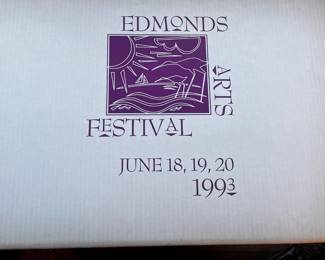 EDMONDS
ARTS
FESTIVAL
JUNE 18, 19, 20
1993